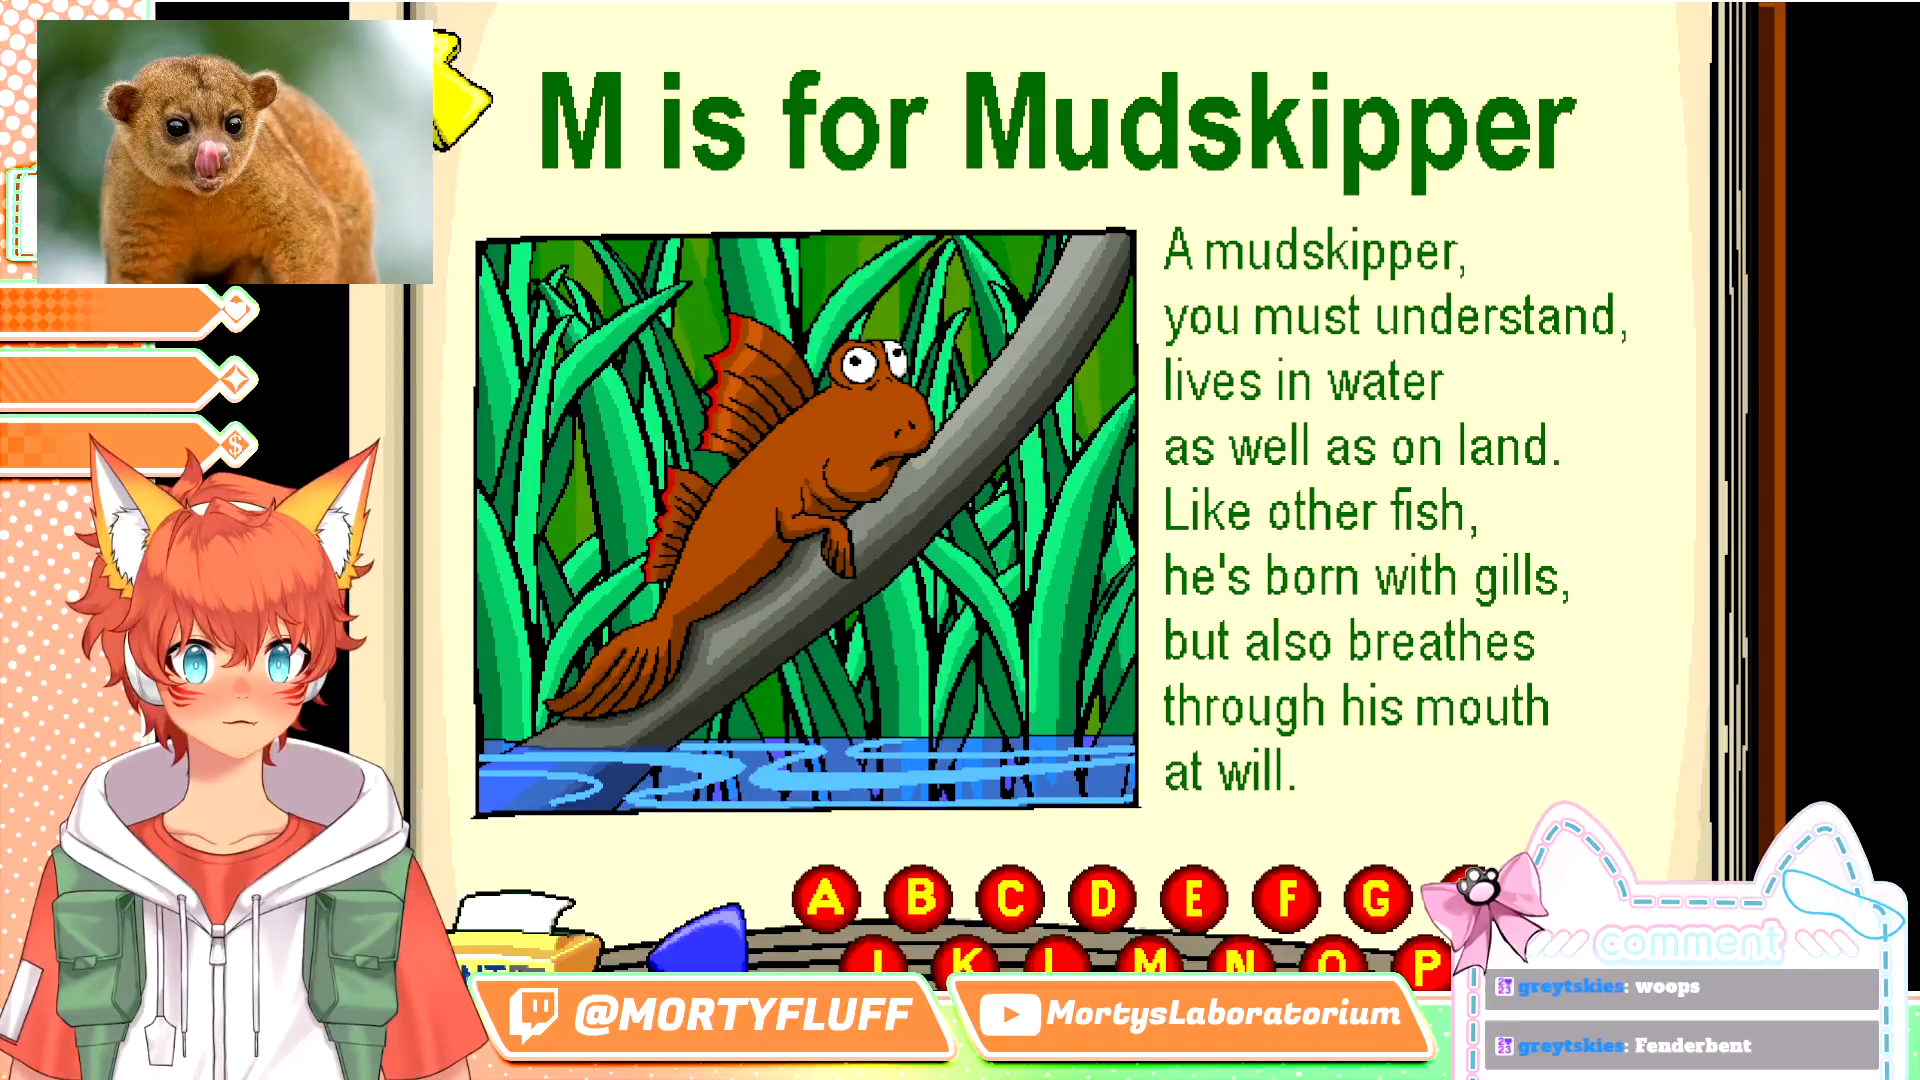 M is for Mudskipper
A mudskipper,
you must understand,
lives in water
as well as on land.
Like other fish,
he's born with gills,
but also breathes
through his mouth
at will.
A B C D E F G
J K L M N O P
@MORTYFLUFF
MortysLaboratorium
comment
greytskies: woops
greytskies: Fenderbent
$